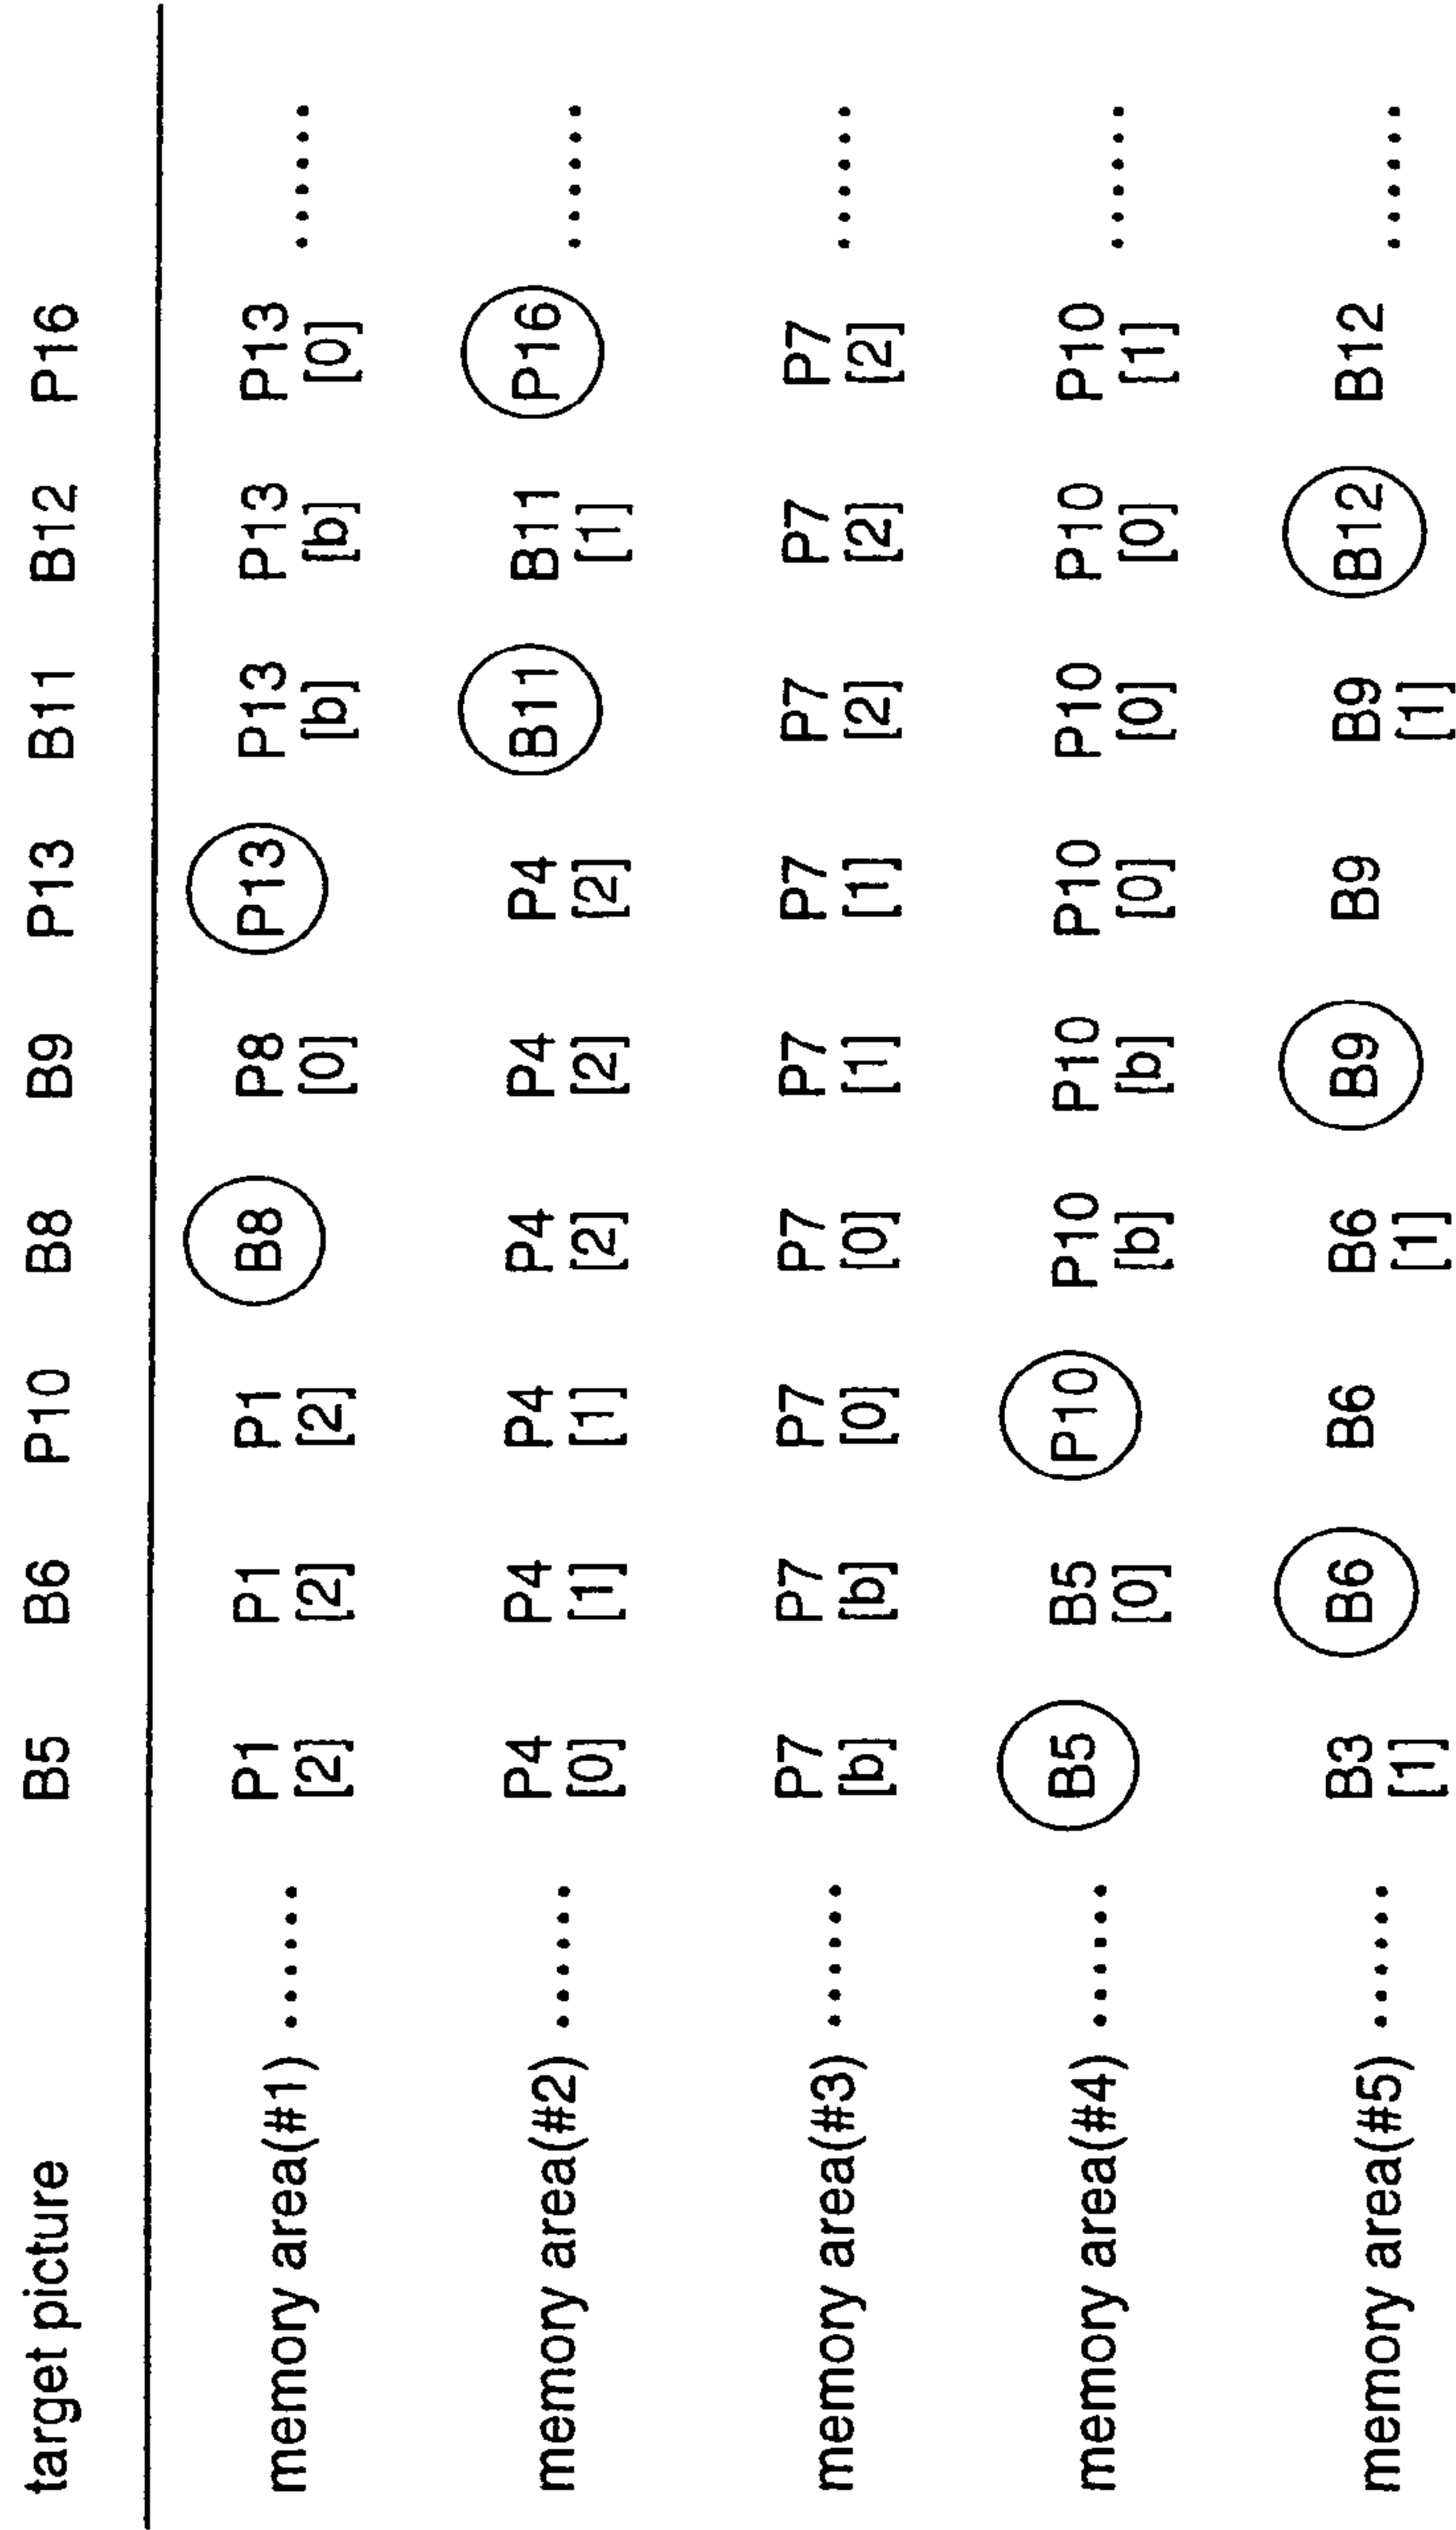 target picture B5 B6 P10 B8 B9 P13 B11 B12 P16
memory area(#1) ...... P1 P1 P1 B8 P8 P13 P13 P13 P13 ......
[2] [2] [2] [0] [b] [b] [0]
memory area(#2) ...... P4 P4 P4 P4 P4 P4 B11 B11 P16 ......
[0] [1] [1] [2] [2] [2] [1]
memory area(#3) ...... P7 P7 P7 P7 P7 P7 P7 P7 P7 ......
[b] [b] [0] [0] [1] [1] [2] [2] [2]
memory area(#4) ...... B5 B5 P10 P10 P10 P10 P10 P10 P10 ......
[0] [b] [b] [0] [0] [0] [1]
memory area(#5) ...... B3 B6 B6 B6 B9 B9 B9 B12 B12 ......
[1] [1] [1]